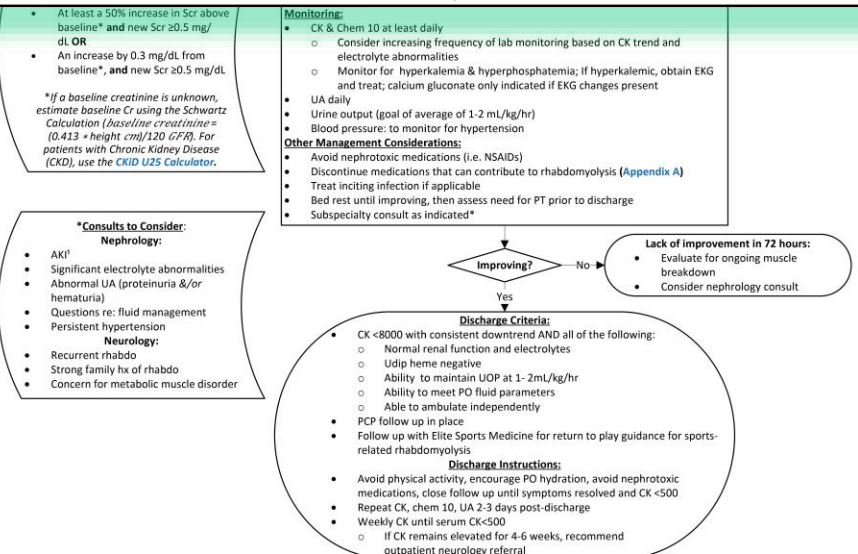 • At least a 50% increase in Scr above
baseline* and new Scr ≥0.5 mg/
dL OR
• An increase by 0.3 mg/dL from
baseline*, and new Scr ≥0.5 mg/dL
*If a baseline creatinine is unknown,
estimate baseline Cr using the Schwartz
Calculation (baseline creatinine =
(0.413 * height cm)/120 GFR). For
patients with Chronic Kidney Disease
(CKD), use the CKiD U25 Calculator.
*Consults to Consider:
Nephrology:
• AKI¹
• Significant electrolyte abnormalities
• Abnormal UA (proteinuria &/or
hematuria)
• Questions re: fluid management
• Persistent hypertension
Neurology:
• Recurrent rhabdo
• Strong family hx of rhabdo
• Concern for metabolic muscle disorder
Monitoring:
• CK & Chem 10 at least daily
o Consider increasing frequency of lab monitoring based on CK trend and
electrolyte abnormalities
o Monitor for hyperkalemia & hyperphosphatemia; If hyperkalemic, obtain EKG
and treat; calcium gluconate only indicated if EKG changes present
• UA daily
• Urine output (goal of average of 1-2 mL/kg/hr)
• Blood pressure: to monitor for hypertension
Other Management Considerations:
• Avoid nephrotoxic medications (i.e. NSAIDs)
• Discontinue medications that can contribute to rhabdomyolysis (Appendix A)
• Treat inciting infection if applicable
• Bed rest until improving, then assess need for PT prior to discharge
• Subspecialty consult as indicated*
Improving?
No
Lack of improvement in 72 hours:
• Evaluate for ongoing muscle
breakdown
• Consider nephrology consult
Yes
Discharge Criteria:
• CK <8000 with consistent downtrend AND all of the following:
o Normal renal function and electrolytes
o Udip heme negative
o Ability to maintain UOP at 1- 2mL/kg/hr
o Ability to meet PO fluid parameters
o Able to ambulate independently
• PCP follow up in place
• Follow up with Elite Sports Medicine for return to play guidance for sports-
related rhabdomyolysis
Discharge Instructions:
• Avoid physical activity, encourage PO hydration, avoid nephrotoxic
medications, close follow up until symptoms resolved and CK <500
• Repeat CK, chem 10, UA 2-3 days post-discharge
• Weekly CK until serum CK<500
o If CK remains elevated for 4-6 weeks, recommend
outpatient neurology referral